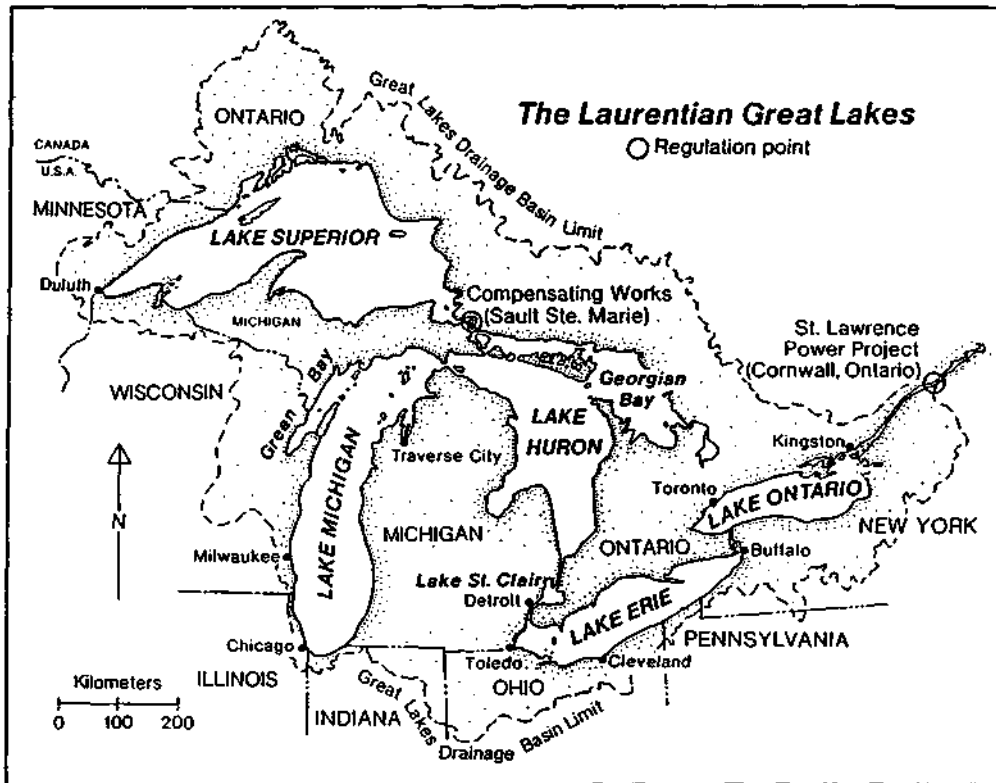 The Laurentian Great Lakes
Regulation point
Great Lakes Drainage Basin Limit
ONTARIO
CANADA
U.S.A.
MINNESOTA
LAKE SUPERIOR
Duluth
Compensating Works
(Sault Ste. Marie)
MICHIGAN
St. Lawrence
Power Project
(Cornwall, Ontario)
WISCONSIN
Green Bay
Georgian
Bay
LAKE
HURON
Kingston
Traverse City
Toronto
LAKE ONTARIO
LAKE MICHIGAN
NEW YORK
MICHIGAN
ONTARIO
Buffalo
Milwaukee
Lake St. Clair
Detroit
LAKE ERIE
PENNSYLVANIA
Chicago
Toledo
Cleveland
ILLINOIS
OHIO
Kilometers
0 100 200
INDIANA
Great Lakes
Drainage Basin Limit
N